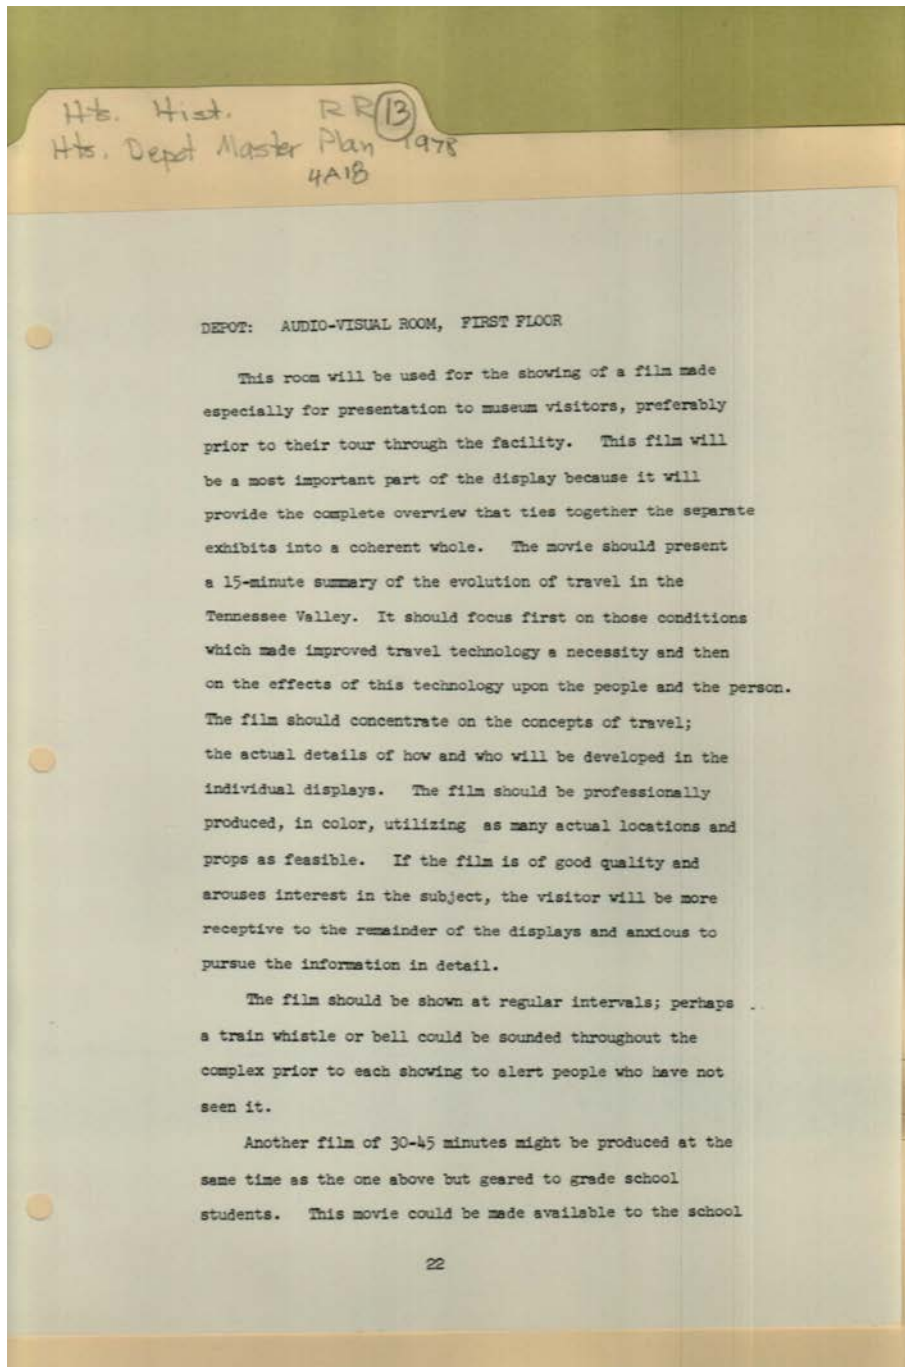 Hts. Hist. RR 13
Hts. Depot Master Plan 1978
4A18
DEPOT: AUDIO-VISUAL ROOM, FIRST FLOOR
This room will be used for the showing of a film made
especially for presentation to museum visitors, preferably
prior to their tour through the facility. This film will
be a most important part of the display because it will
provide the complete overview that ties together the separate
exhibits into a coherent whole. The movie should present
a 15-minute summary of the evolution of travel in the
Tennessee Valley. It should focus first on those conditions
which made improved travel technology a necessity and then
on the effects of this technology upon the people and the person.
The film should concentrate on the concepts of travel;
the actual details of how and who will be developed in the
individual displays. The film should be professionally
produced, in color, utilizing as many actual locations and
props as feasible. If the film is of good quality and
arouses interest in the subject, the visitor will be more
receptive to the remainder of the displays and anxious to
pursue the information in detail.
The film should be shown at regular intervals; perhaps
a train whistle or bell could be sounded throughout the
complex prior to each showing to alert people who have not
seen it.
Another film of 30-45 minutes might be produced at the
same time as the one above but geared to grade school
students. This movie could be made available to the school
22